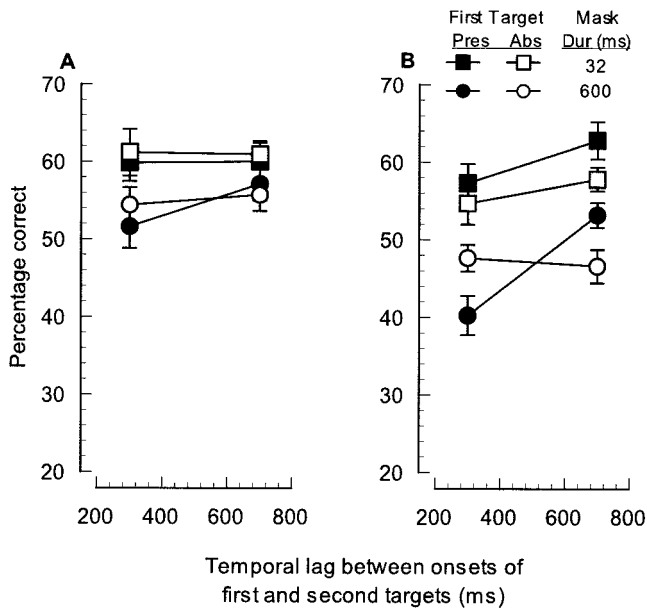 First Target Mask
Pres Abs Dur (ms)
32
600
A
B
70
60
50
40
30
20
200 400 600 800
70
60
50
40
30
20
200 400 600 800
Percentage correct
Temporal lag between onsets of
first and second targets (ms)